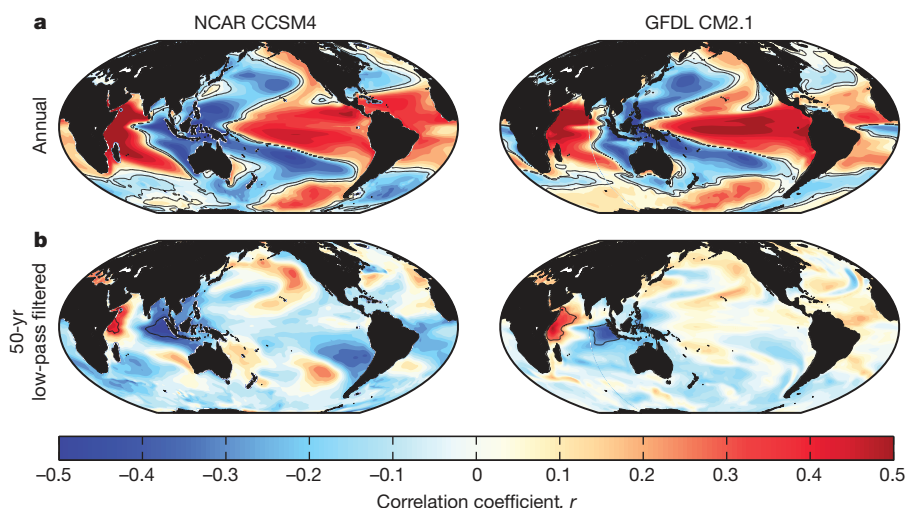 a
NCAR CCSM4
GFDL CM2.1
Annual
b
50-yr
low-pass filtered
−0.5 −0.4 −0.3 −0.2 −0.1 0 0.1 0.2 0.3 0.4 0.5
Correlation coefficient, r